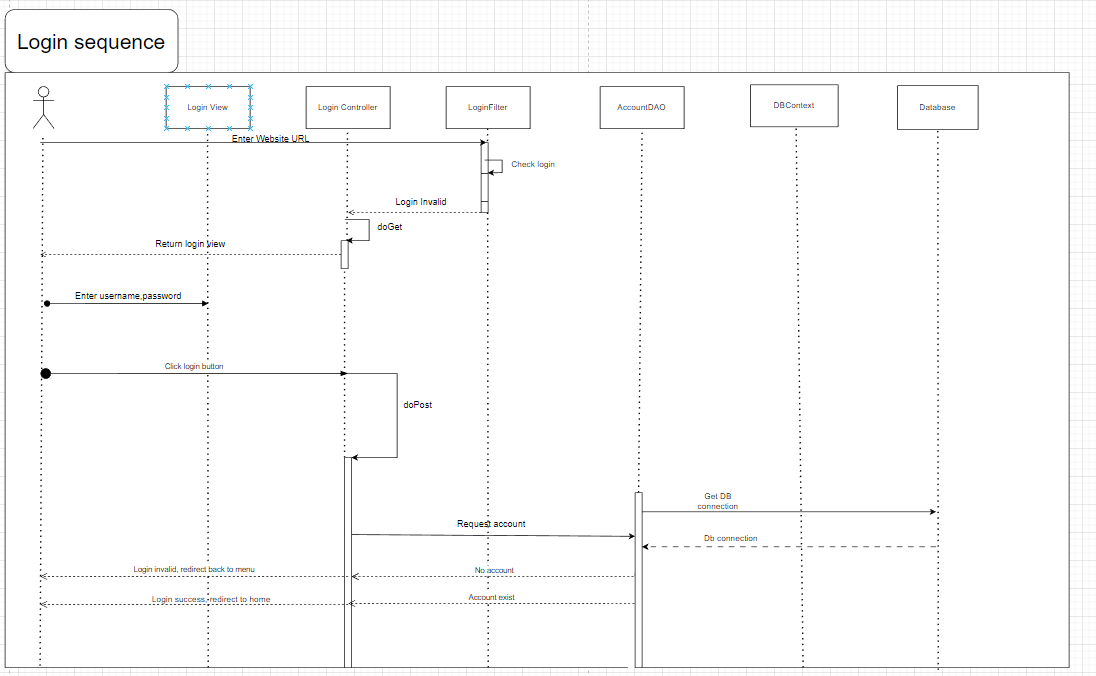 Login sequence
Login View
Login Controller
LoginFilter
AccountDAO
DBContext
Database
Enter Website URL
Check login
Login Invalid
doGet
Return login view
Enter username,password
Click login button
doPost
Get DB
connection
Request account
Db connection
Login invalid, redirect back to menu
No account
Login success, redirect to home
Account exist